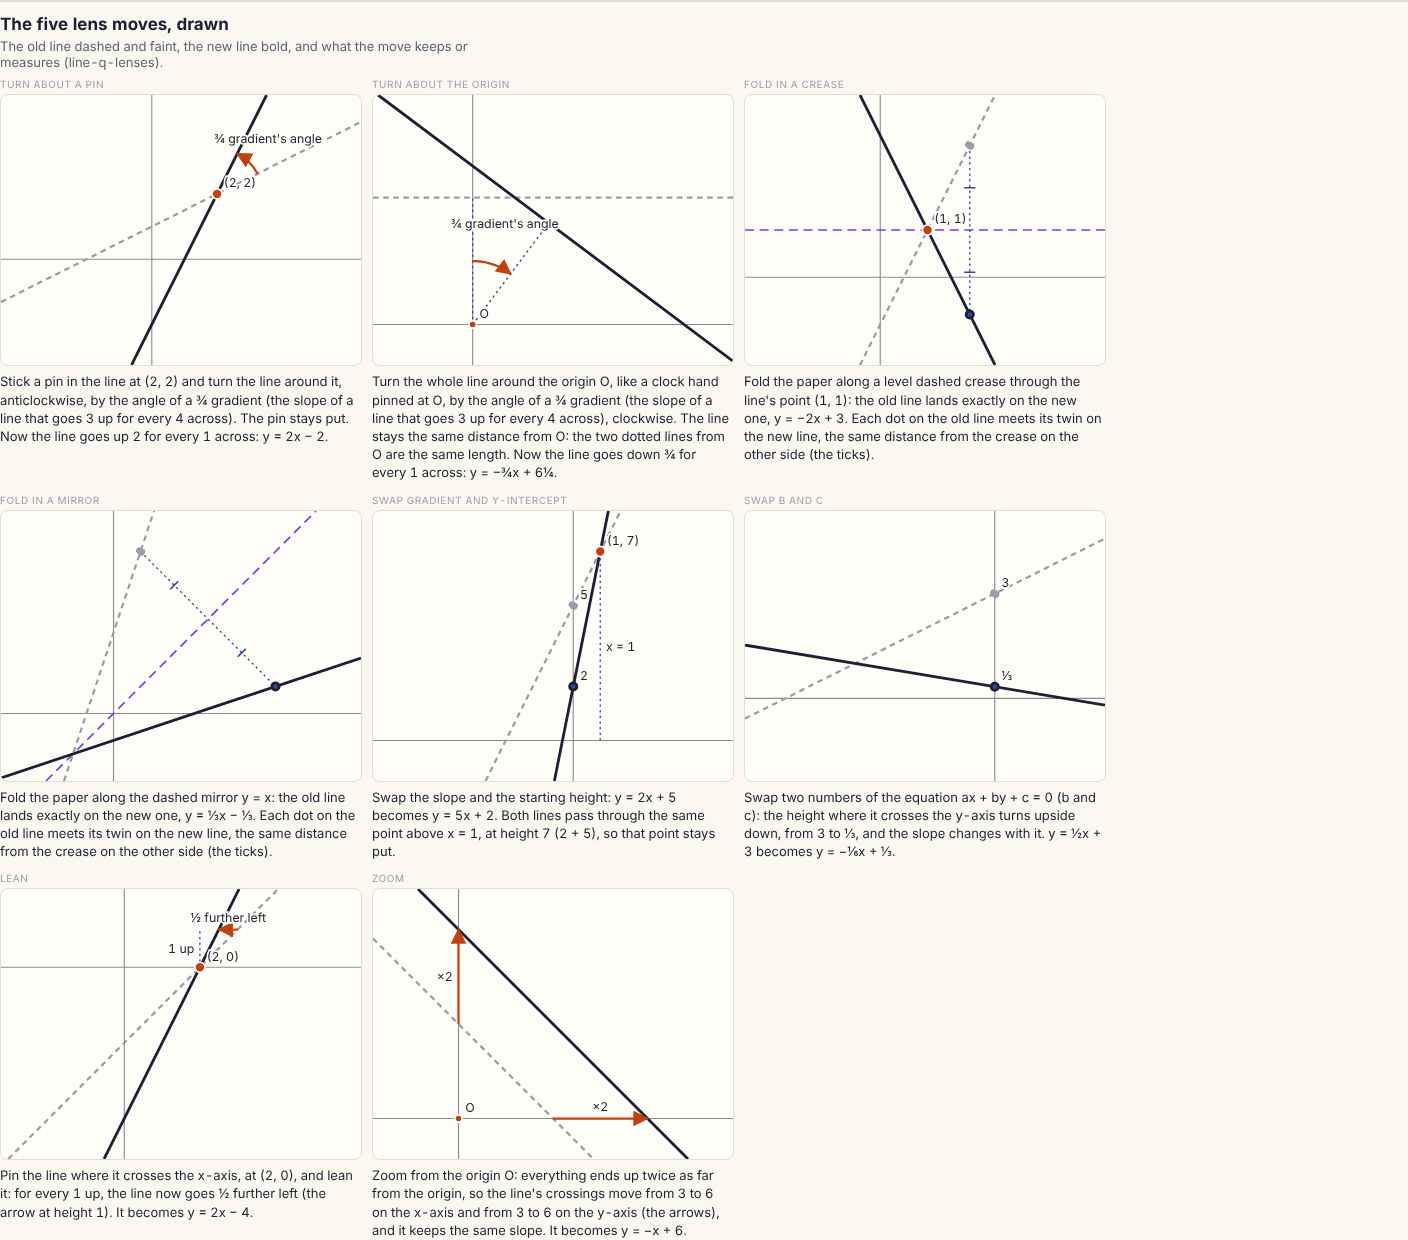 The five lens moves, drawn
The old line dashed and faint, the new line bold, and what the move keeps or
measures (line-q-lenses).
TURN ABOUT A PIN
¾ gradient's angle
(2, 2)
Stick a pin in the line at (2, 2) and turn the line around it,
anticlockwise, by the angle of a ¾ gradient (the slope of a
line that goes 3 up for every 4 across). The pin stays put.
Now the line goes up 2 for every 1 across: y = 2x − 2.
TURN ABOUT THE ORIGIN
¾ gradient's angle
O
Turn the whole line around the origin O, like a clock hand
pinned at O, by the angle of a ¾ gradient (the slope of a
line that goes 3 up for every 4 across), clockwise. The line
stays the same distance from O: the two dotted lines from
O are the same length. Now the line goes down ¾ for
every 1 across: y = −¾x + 6¼.
FOLD IN A CREASE
(1, 1)
Fold the paper along a level dashed crease through the
line's point (1, 1): the old line lands exactly on the new
one, y = −2x + 3. Each dot on the old line meets its twin on
the new line, the same distance from the crease on the
other side (the ticks).
FOLD IN A MIRROR
Fold the paper along the dashed mirror y = x: the old line
lands exactly on the new one, y = ⅓x − ⅓. Each dot on the
old line meets its twin on the new line, the same distance
from the crease on the other side (the ticks).
SWAP GRADIENT AND Y-INTERCEPT
(1, 7)
5
x = 1
2
Swap the slope and the starting height: y = 2x + 5
becomes y = 5x + 2. Both lines pass through the same
point above x = 1, at height 7 (2 + 5), so that point stays
put.
SWAP B AND C
3
⅓
Swap two numbers of the equation ax + by + c = 0 (b and
c): the height where it crosses the y-axis turns upside
down, from 3 to ⅓, and the slope changes with it. y = ½x +
3 becomes y = −⅙x + ⅓.
LEAN
½ further left
1 up
(2, 0)
Pin the line where it crosses the x-axis, at (2, 0), and lean
it: for every 1 up, the line now goes ½ further left (the
arrow at height 1). It becomes y = 2x − 4.
ZOOM
×2
O
×2
Zoom from the origin O: everything ends up twice as far
from the origin, so the line's crossings move from 3 to 6
on the x-axis and from 3 to 6 on the y-axis (the arrows),
and it keeps the same slope. It becomes y = −x + 6.